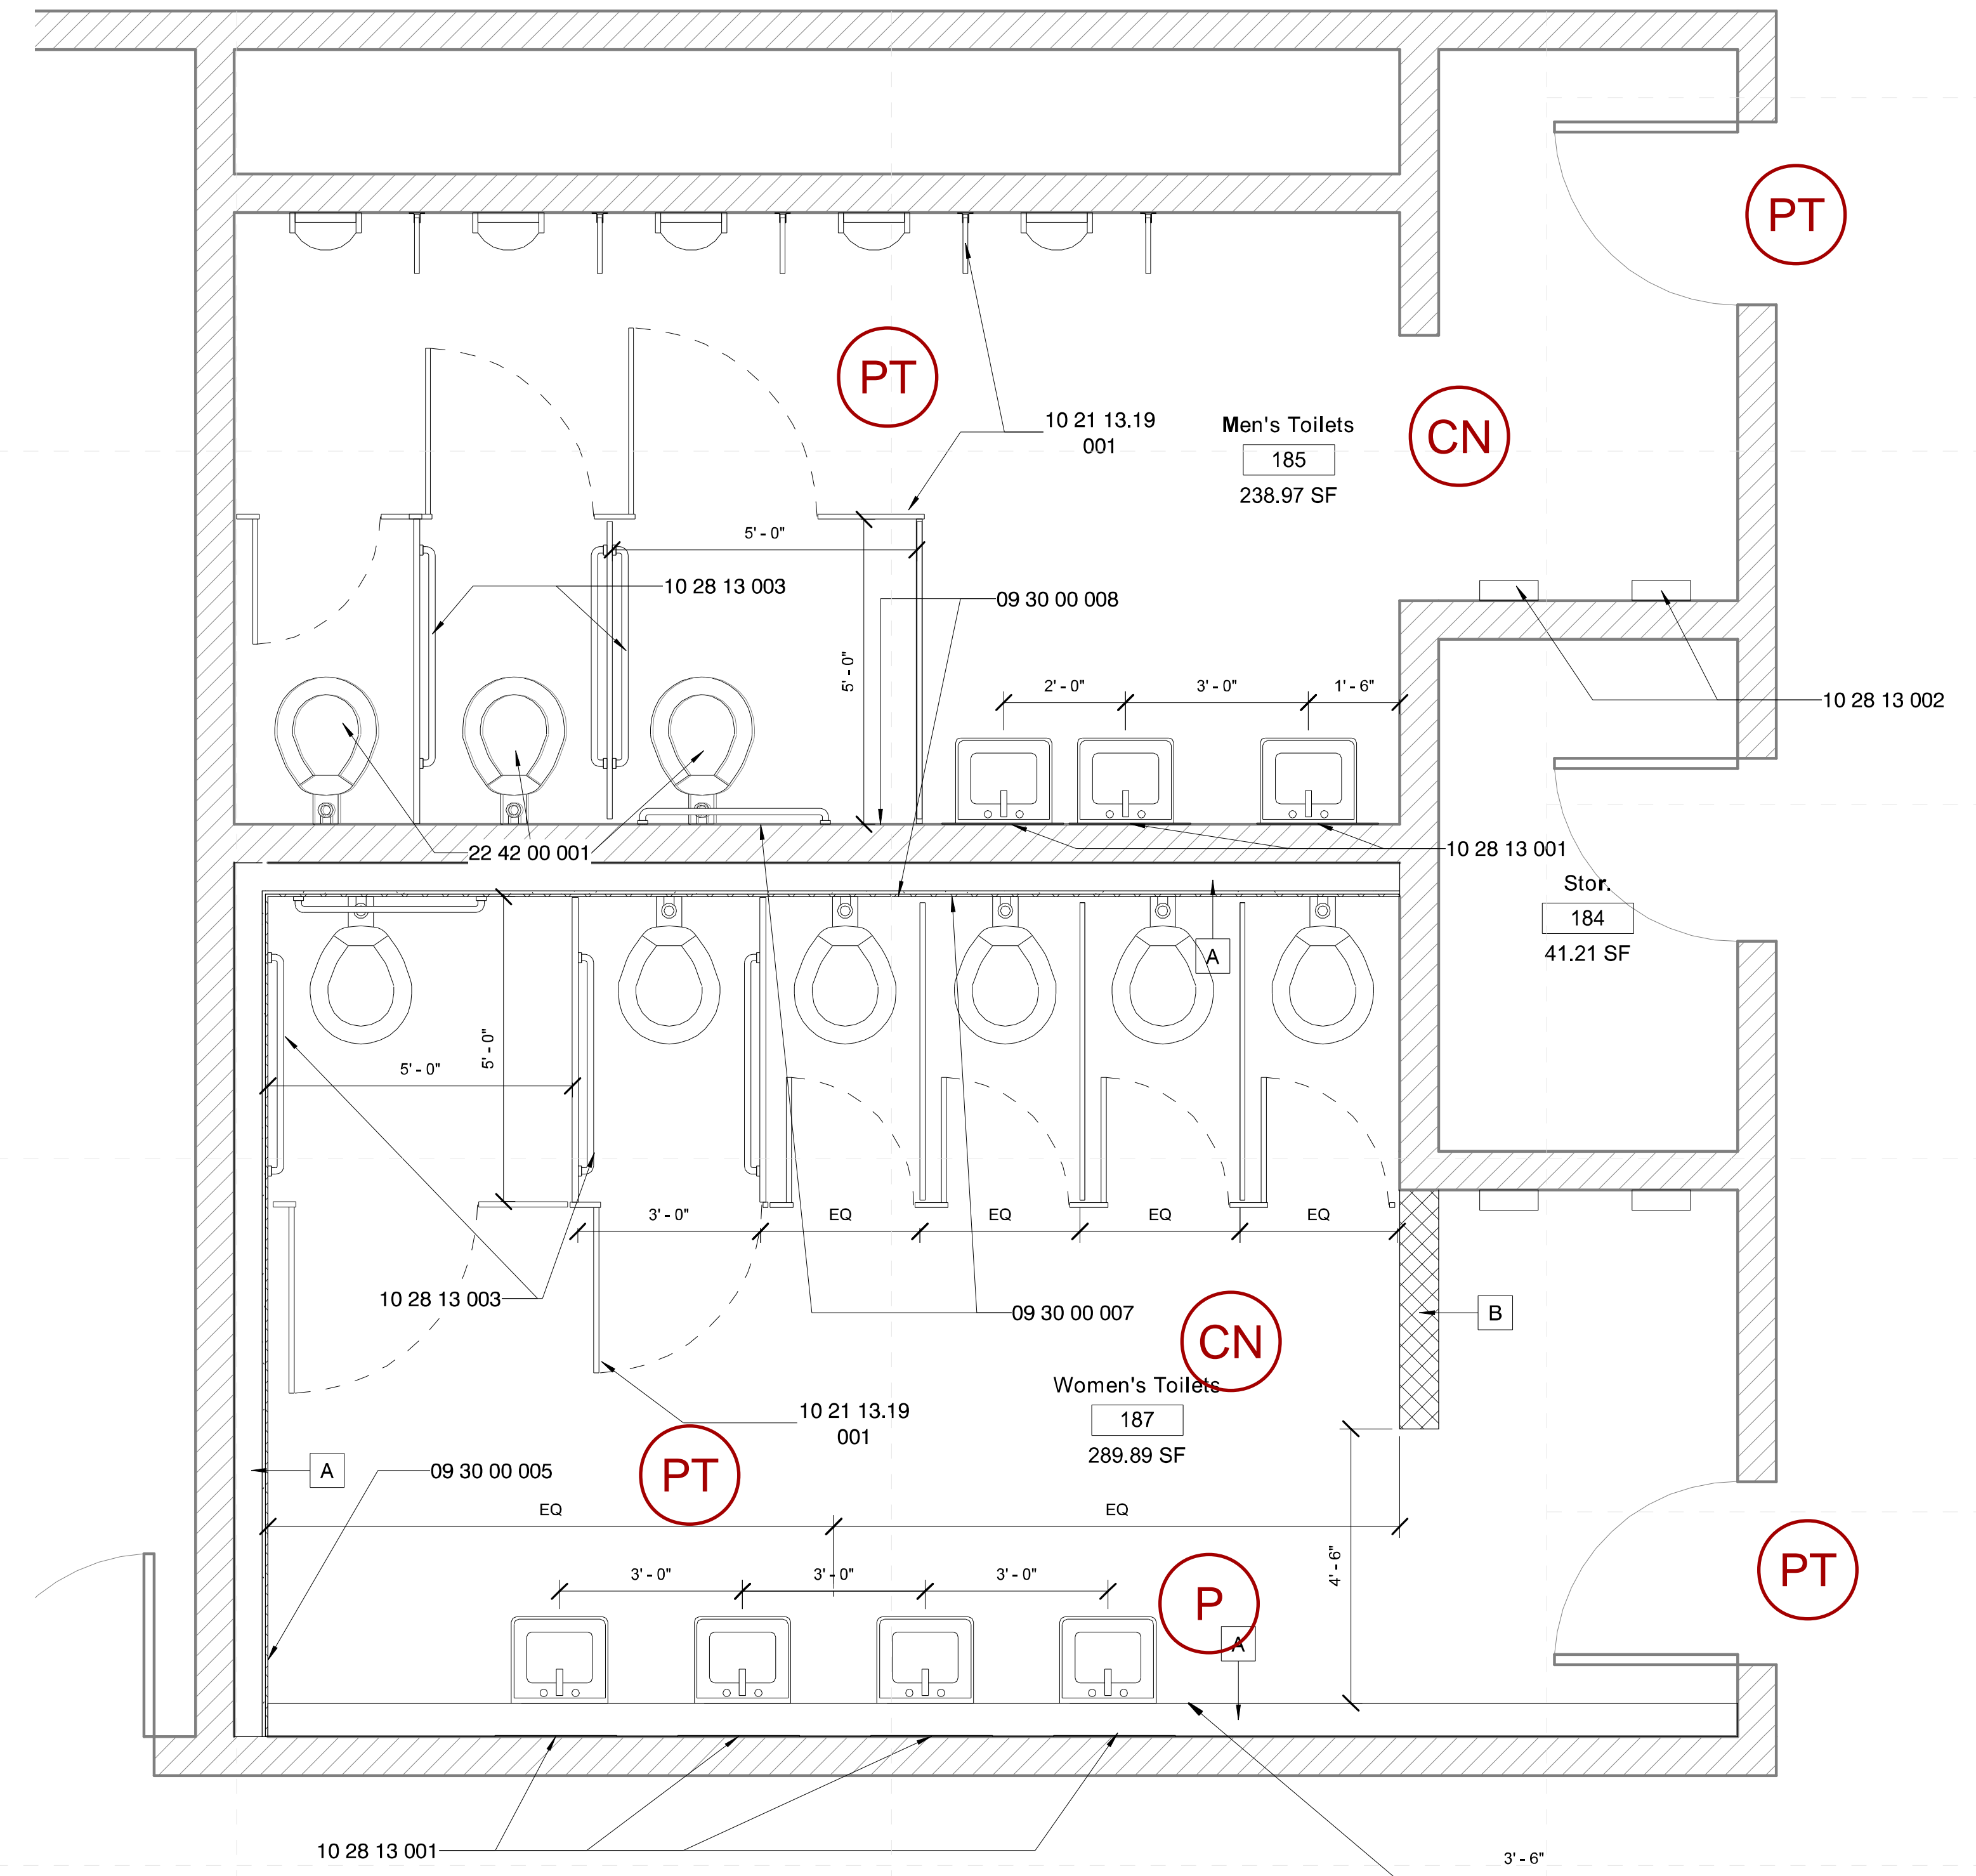 PT
PT
10 21 13.19
001
Men's Toilets
185
238.97 SF
CN
5' - 0"
10 28 13 003
09 30 00 008
5' - 0"
2' - 0"
3' - 0"
1' - 6"
10 28 13 002
22 42 00 001
10 28 13 001
Stor.
184
41.21 SF
A
5' - 0"
5' - 0"
3' - 0"
EQ
EQ
EQ
EQ
10 28 13 003
09 30 00 007
B
CN
Women's Toilets
187
289.89 SF
10 21 13.19
001
PT
A
09 30 00 005
EQ
EQ
4' - 6"
PT
3' - 0"
3' - 0"
3' - 0"
P
A
10 28 13 001
3' - 6"